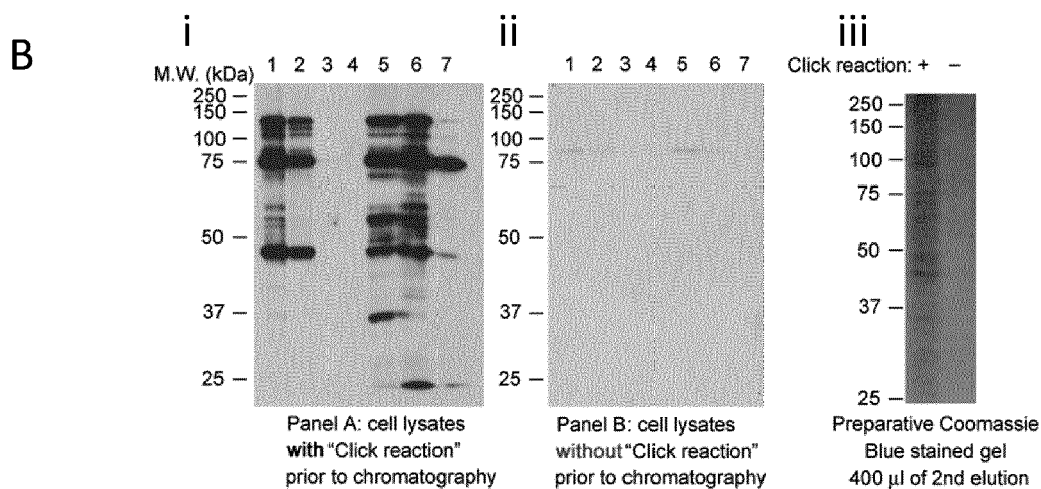 B
i
M.W. (kDa)
1 2 3 4 5 6 7
250
150
100
75
50
37
25
Panel A: cell lysates
with "Click reaction"
prior to chromatography
ii
1 2 3 4 5 6 7
250
150
100
75
50
37
25
Panel B: cell lysates
without "Click reaction"
prior to chromatography
iii
Click reaction: + –
250
150
100
75
50
37
25
Preparative Coomassie
Blue stained gel
400 µl of 2nd elution